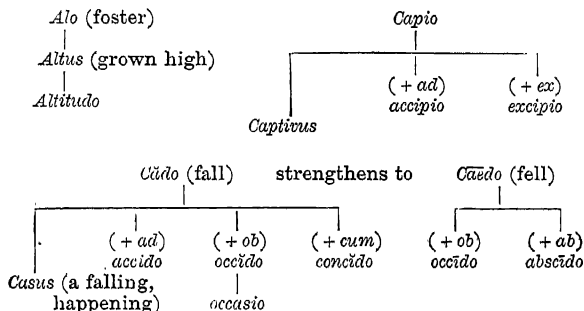 Alo (foster)
Altus (grown high)
Altitudo
Capio
(+ ad) (+ ex)
accipio excipio
Captivus
Cădo (fall) strengthens to Caedo (fell)
(+ ad) (+ ob) (+ cum) (+ ob) (+ ab)
accido occĭdo concĭdo occīdo abscīdo
Casus (a falling,
happening) occasio